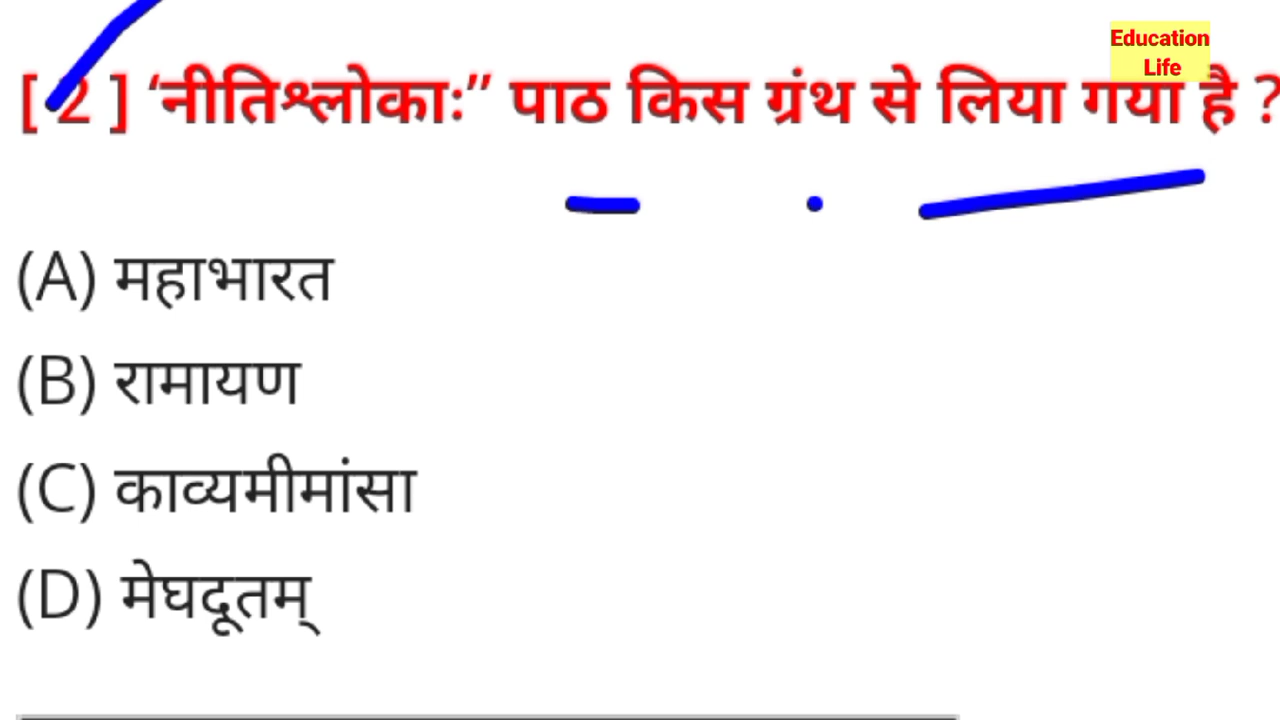 Education
Life
[ 2 ] ‘नीतिश्लोकाः” पाठ किस ग्रंथ से लिया गया है ?
(A) महाभारत
(B) रामायण
(C) काव्यमीमांसा
(D) मेघदूतम्